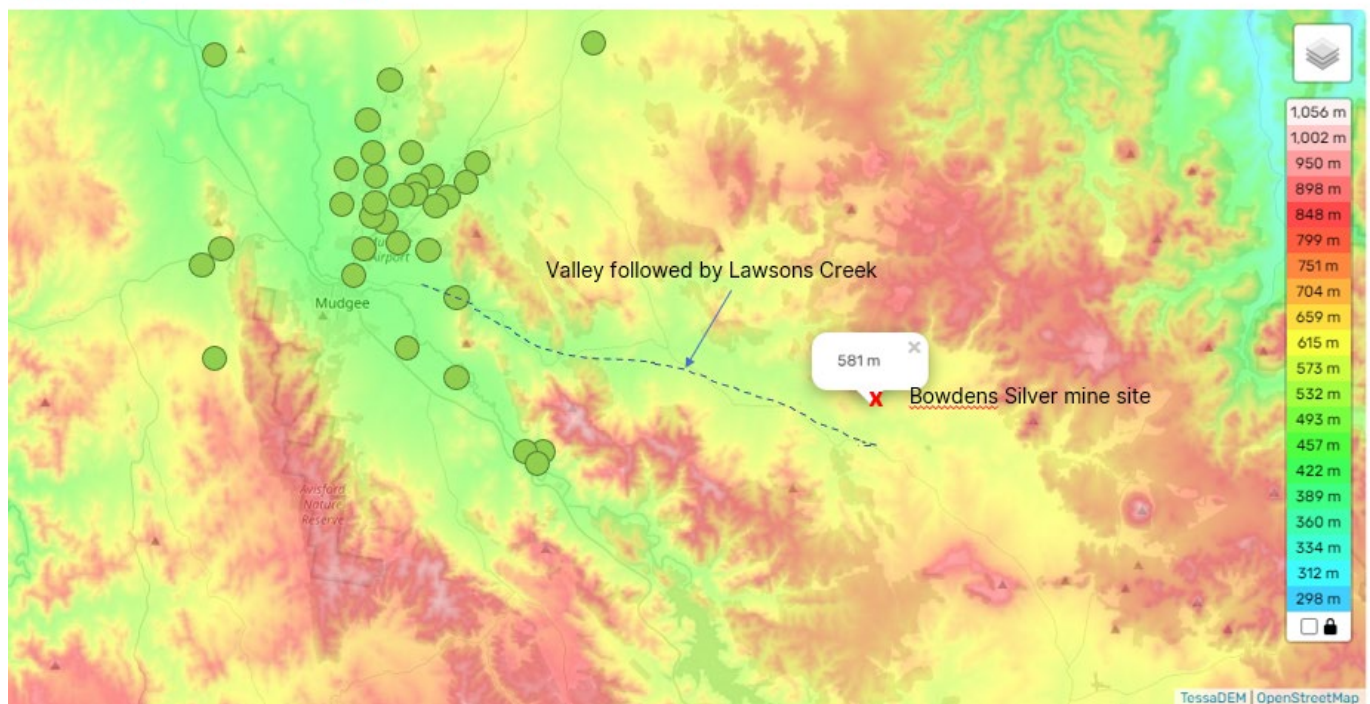 1,056 m
1,002 m
950 m
898 m
848 m
799 m
751 m
704 m
659 m
615 m
573 m
532 m
493 m
457 m
422 m
389 m
360 m
334 m
312 m
298 m
Airport
Mudgee
Valley followed by Lawsons Creek
581 m
×
X
Bowdens Silver mine site
Avisford
Nature
Reserve
TessaDEM | OpenStreetMap